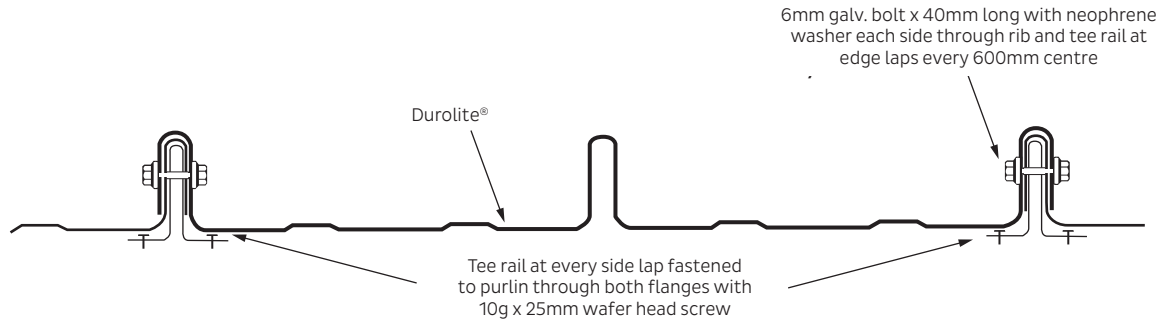 6mm galv. bolt x 40mm long with neophrene
washer each side through rib and tee rail at
edge laps every 600mm centre
Durolite®
Tee rail at every side lap fastened
to purlin through both flanges with
10g x 25mm wafer head screw